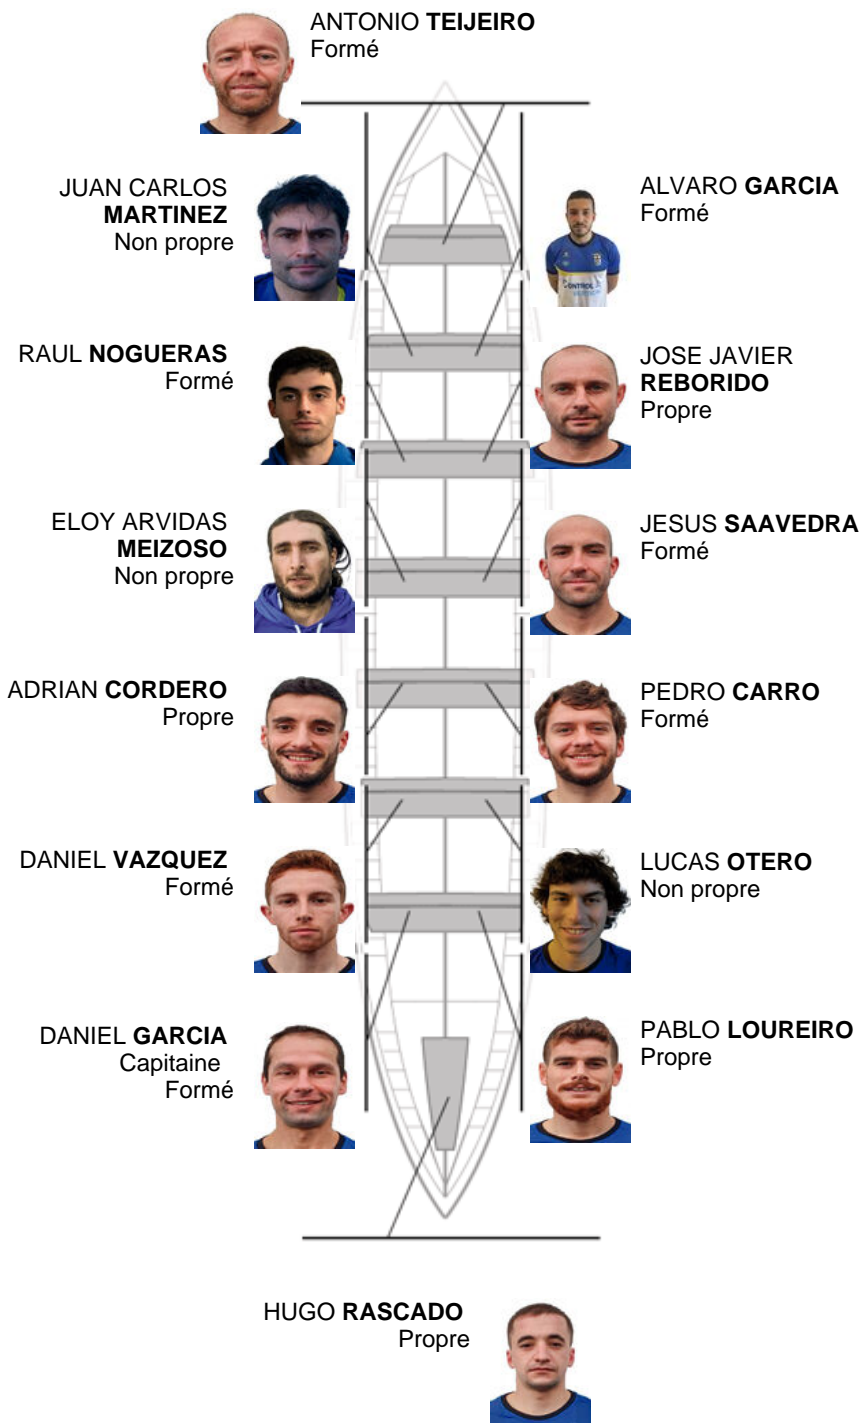 ANTONIO TEIJEIRO
Formé
JUAN CARLOS
MARTINEZ
Non propre
ALVARO GARCIA
Formé
RAUL NOGUERAS
Formé
JOSE JAVIER
REBORIDO
Propre
ELOY ARVIDAS
MEIZOSO
Non propre
JESUS SAAVEDRA
Formé
ADRIAN CORDERO
Propre
PEDRO CARRO
Formé
DANIEL VAZQUEZ
Formé
LUCAS OTERO
Non propre
DANIEL GARCIA
Capitaine
Formé
PABLO LOUREIRO
Propre
HUGO RASCADO
Propre